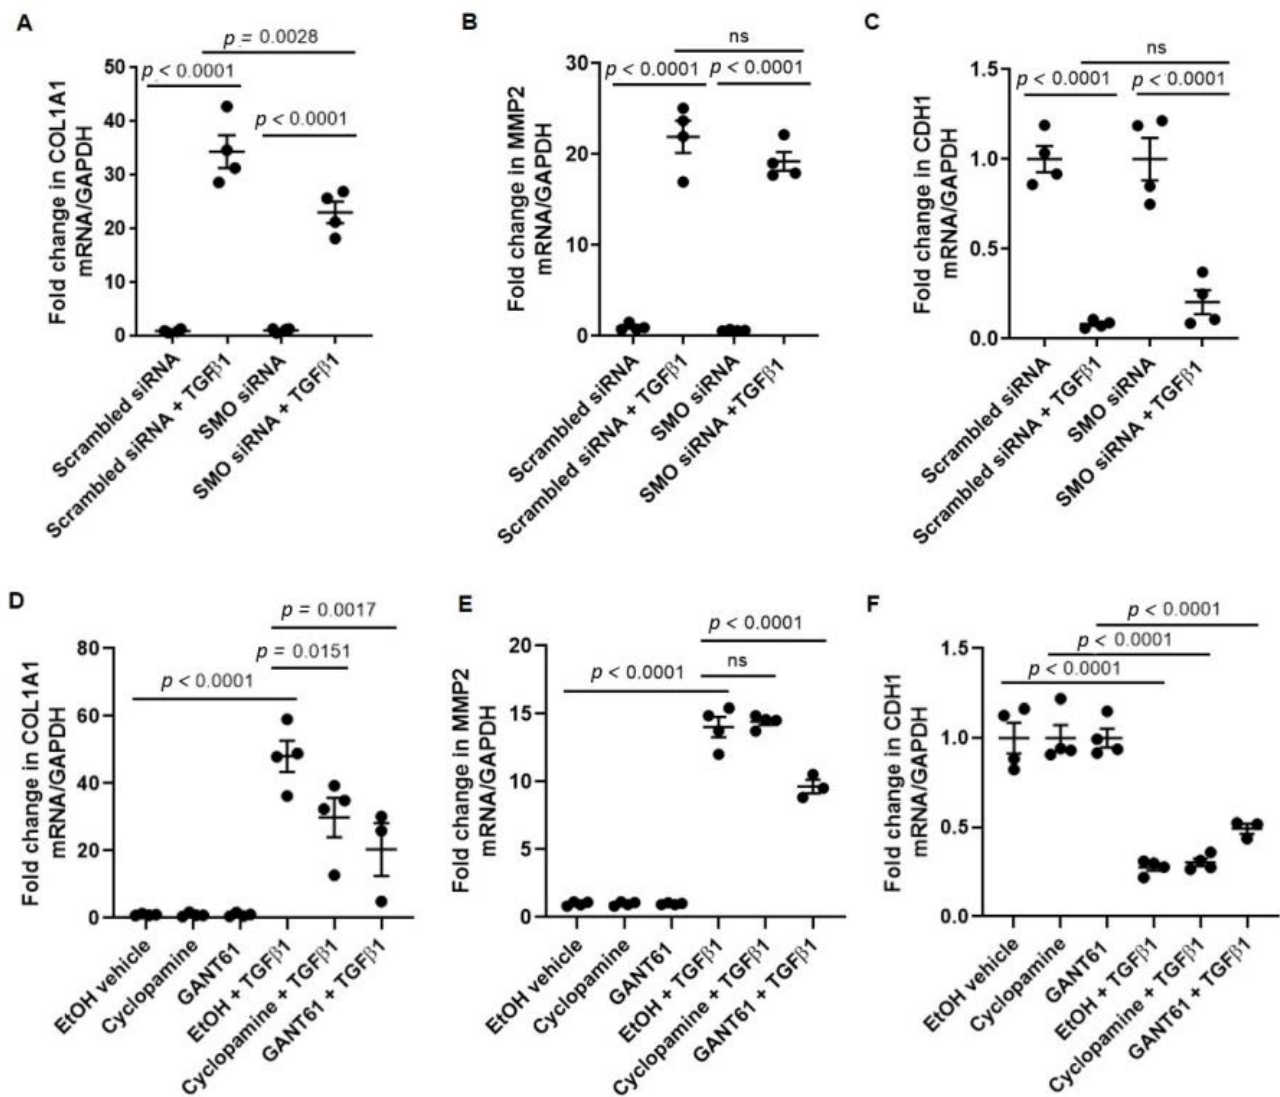 A
p = 0.0028
p < 0.0001
p < 0.0001
Fold change in COL1A1
mRNA/GAPDH
50
40
30
20
10
0
Scrambled siRNA
Scrambled siRNA + TGFβ1
SMO siRNA
SMO siRNA + TGFβ1
B
ns
p < 0.0001
p < 0.0001
Fold change in MMP2
mRNA/GAPDH
30
20
10
0
Scrambled siRNA
Scrambled siRNA + TGFβ1
SMO siRNA
SMO siRNA +TGFβ1
C
ns
p < 0.0001
p < 0.0001
Fold change in CDH1
mRNA/GAPDH
1.5
1.0
0.5
0.0
Scrambled siRNA
Scrambled siRNA + TGFβ1
SMO siRNA
SMO siRNA + TGFβ1
D
p = 0.0017
p = 0.0151
p < 0.0001
Fold change in COL1A1
mRNA/GAPDH
80
60
40
20
0
EtOH vehicle
Cyclopamine
GANT61
EtOH + TGFβ1
Cyclopamine + TGFβ1
GANT61 + TGFβ1
E
p < 0.0001
ns
p < 0.0001
Fold change in MMP2
mRNA/GAPDH
20
15
10
5
0
EtOH vehicle
Cyclopamine
GANT61
EtOH + TGFβ1
Cyclopamine + TGFβ1
GANT61 + TGFβ1
F
p < 0.0001
p < 0.0001
p < 0.0001
Fold change in CDH1
mRNA/GAPDH
1.5
1.0
0.5
0.0
EtOH vehicle
Cyclopamine
GANT61
EtOH + TGFβ1
Cyclopamine + TGFβ1
GANT61 + TGFβ1